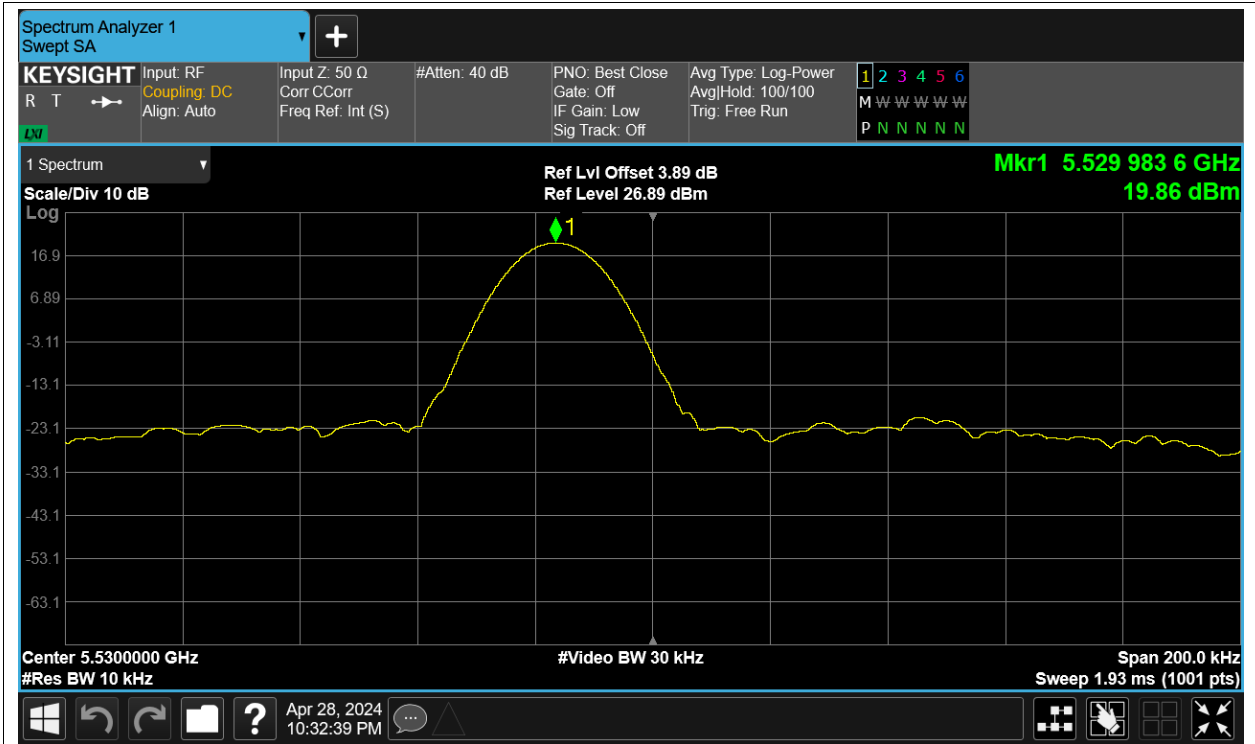 Spectrum Analyzer 1
Swept SA
KEYSIGHT
R T
LXI
Input: RF
Coupling: DC
Align: Auto
Input Z: 50 Ω
Corr CCorr
Freq Ref: Int (S)
#Atten: 40 dB
PNO: Best Close
Gate: Off
IF Gain: Low
Sig Track: Off
Avg Type: Log-Power
Avg|Hold: 100/100
Trig: Free Run
1 2 3 4 5 6
M W W W W W
P N N N N N
1 Spectrum
Scale/Div 10 dB
Log
Ref Lvl Offset 3.89 dB
Ref Level 26.89 dBm
Mkr1 5.529 983 6 GHz
19.86 dBm
1
16.9
6.89
-3.11
-13.1
-23.1
-33.1
-43.1
-53.1
-63.1
Center 5.5300000 GHz
#Res BW 10 kHz
#Video BW 30 kHz
Span 200.0 kHz
Sweep 1.93 ms (1001 pts)
?
Apr 28, 2024
10:32:39 PM